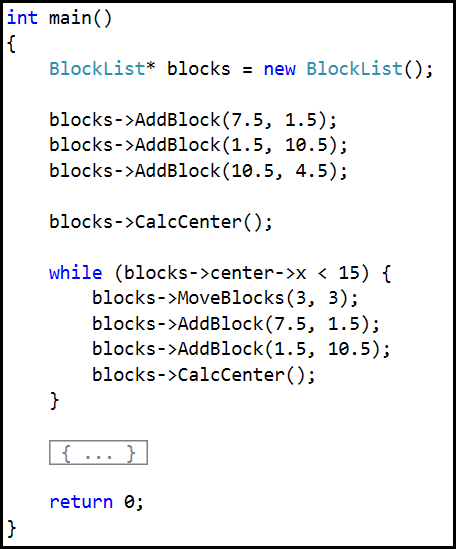 int main()
{
    BlockList* blocks = new BlockList();

    blocks->AddBlock(7.5, 1.5);
    blocks->AddBlock(1.5, 10.5);
    blocks->AddBlock(10.5, 4.5);

    blocks->CalcCenter();

    while (blocks->center->x < 15) {
        blocks->MoveBlocks(3, 3);
        blocks->AddBlock(7.5, 1.5);
        blocks->AddBlock(1.5, 10.5);
        blocks->CalcCenter();
    }

    { ... }

    return 0;
}